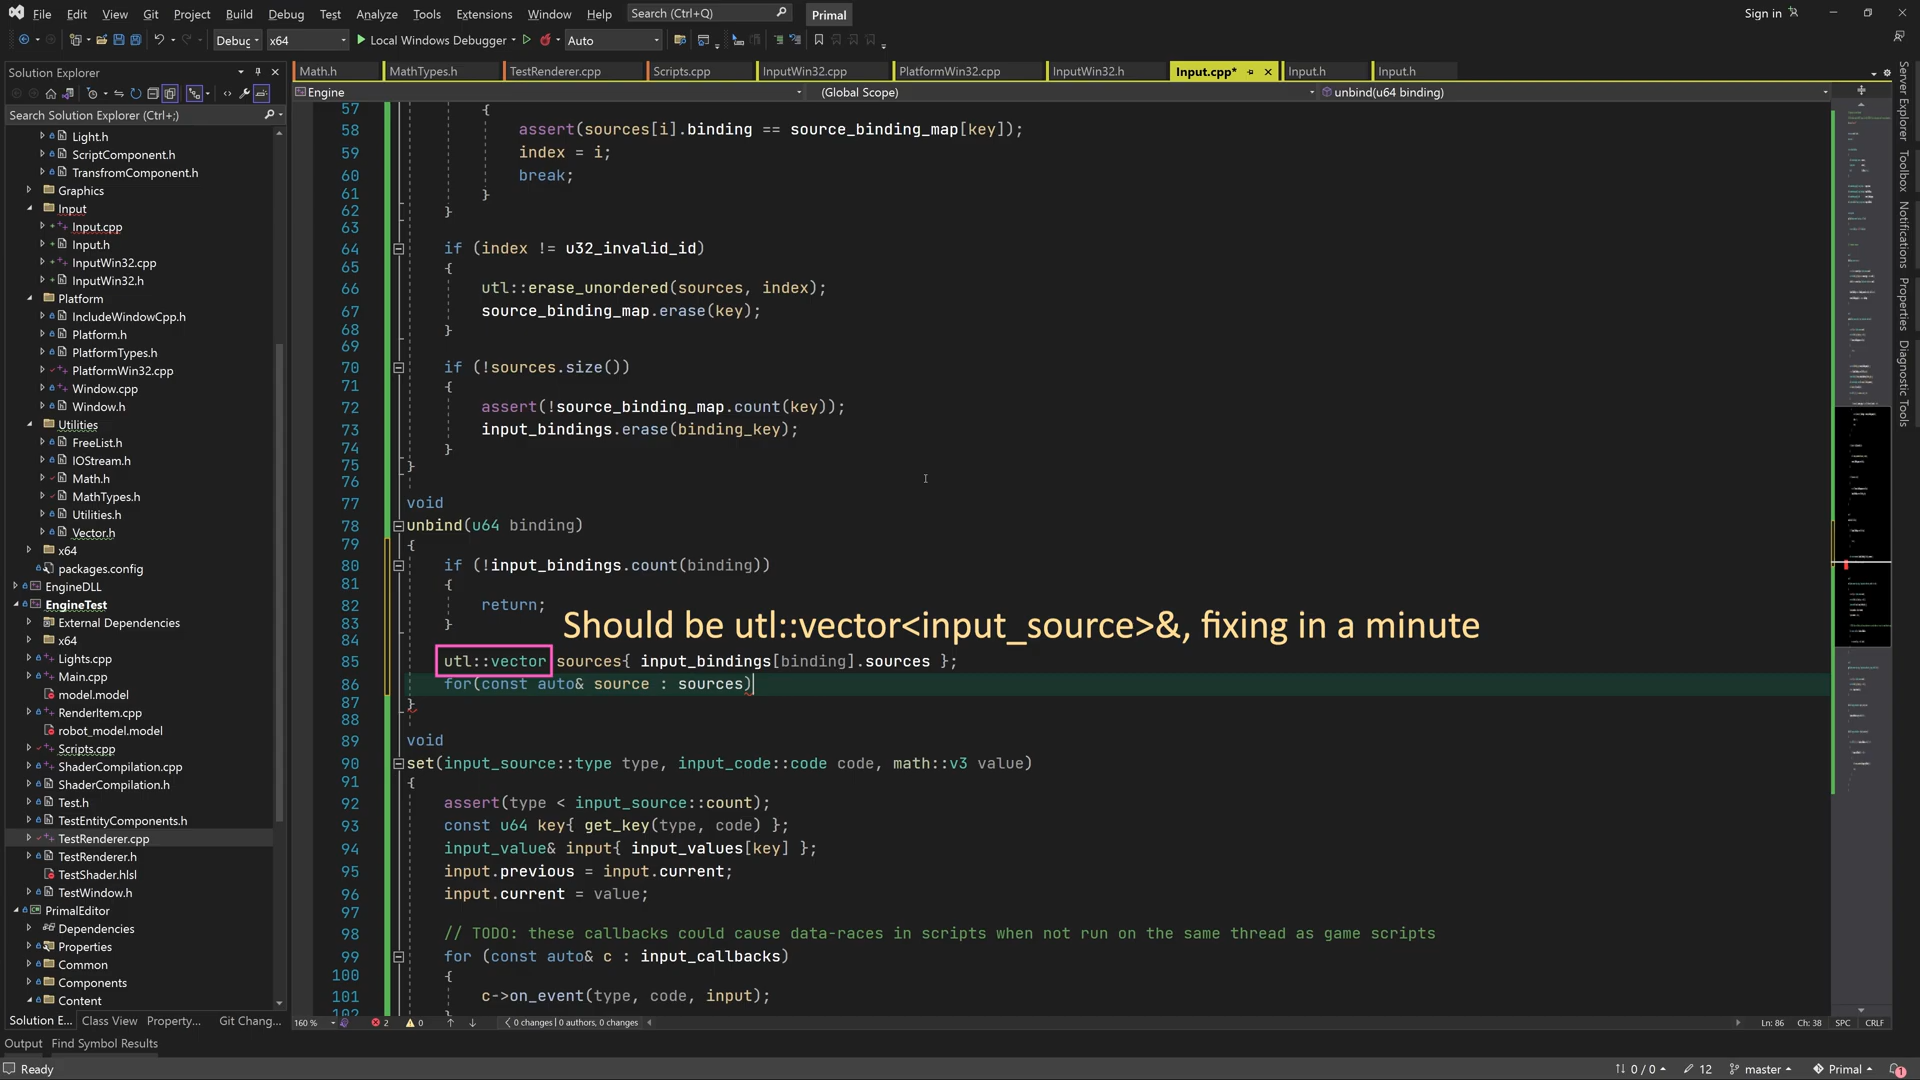 File Edit View Git Project Build Debug Test Analyze Tools Extensions Window Help Search (Ctrl+Q) Primal Sign in
Debug x64 Local Windows Debugger Auto
Solution Explorer
Math.h MathTypes.h TestRenderer.cpp Scripts.cpp InputWin32.cpp PlatformWin32.cpp InputWin32.h Input.cpp* Input.h Input.h
Engine (Global Scope) unbind(u64 binding)
Search Solution Explorer (Ctrl+;)
Light.h
ScriptComponent.h
TransfromComponent.h
Graphics
Input
Input.cpp
Input.h
InputWin32.cpp
InputWin32.h
Platform
IncludeWindowCpp.h
Platform.h
PlatformTypes.h
PlatformWin32.cpp
Window.cpp
Window.h
Utilities
FreeList.h
IOStream.h
Math.h
MathTypes.h
Utilities.h
Vector.h
x64
packages.config
EngineDLL
EngineTest
External Dependencies
x64
Lights.cpp
Main.cpp
model.model
RenderItem.cpp
robot_model.model
Scripts.cpp
ShaderCompilation.cpp
ShaderCompilation.h
Test.h
TestEntityComponents.h
TestRenderer.cpp
TestRenderer.h
TestShader.hlsl
TestWindow.h
PrimalEditor
Dependencies
Properties
Common
Components
Content
Solution E... Class View Property... Git Chang...
57 {
58 assert(sources[i].binding == source_binding_map[key]);
59 index = i;
60 break;
61 }
62 }
63
64 if (index != u32_invalid_id)
65 {
66 utl::erase_unordered(sources, index);
67 source_binding_map.erase(key);
68 }
69
70 if (!sources.size())
71 {
72 assert(!source_binding_map.count(key));
73 input_bindings.erase(binding_key);
74 }
75 }
76
77 void
78 unbind(u64 binding)
79 {
80 if (!input_bindings.count(binding))
81 {
82 return;
83 }
Should be utl::vector<input_source>&, fixing in a minute
84
85 utl::vector sources{ input_bindings[binding].sources };
86 for(const auto& source : sources)
87 }
88
89 void
90 set(input_source::type type, input_code::code code, math::v3 value)
91 {
92 assert(type < input_source::count);
93 const u64 key{ get_key(type, code) };
94 input_value& input{ input_values[key] };
95 input.previous = input.current;
96 input.current = value;
97
98 // TODO: these callbacks could cause data-races in scripts when not run on the same thread as game scripts
99 for (const auto& c : input_callbacks)
100 {
101 c->on_event(type, code, input);
102 }
160 % 2 0 0 changes | 0 authors, 0 changes Ln: 86 Ch: 38 SPC CRLF
Server Explorer
Toolbox
Notifications
Properties
Diagnostic Tools
Output Find Symbol Results
Ready 0 / 0 12 master Primal 1